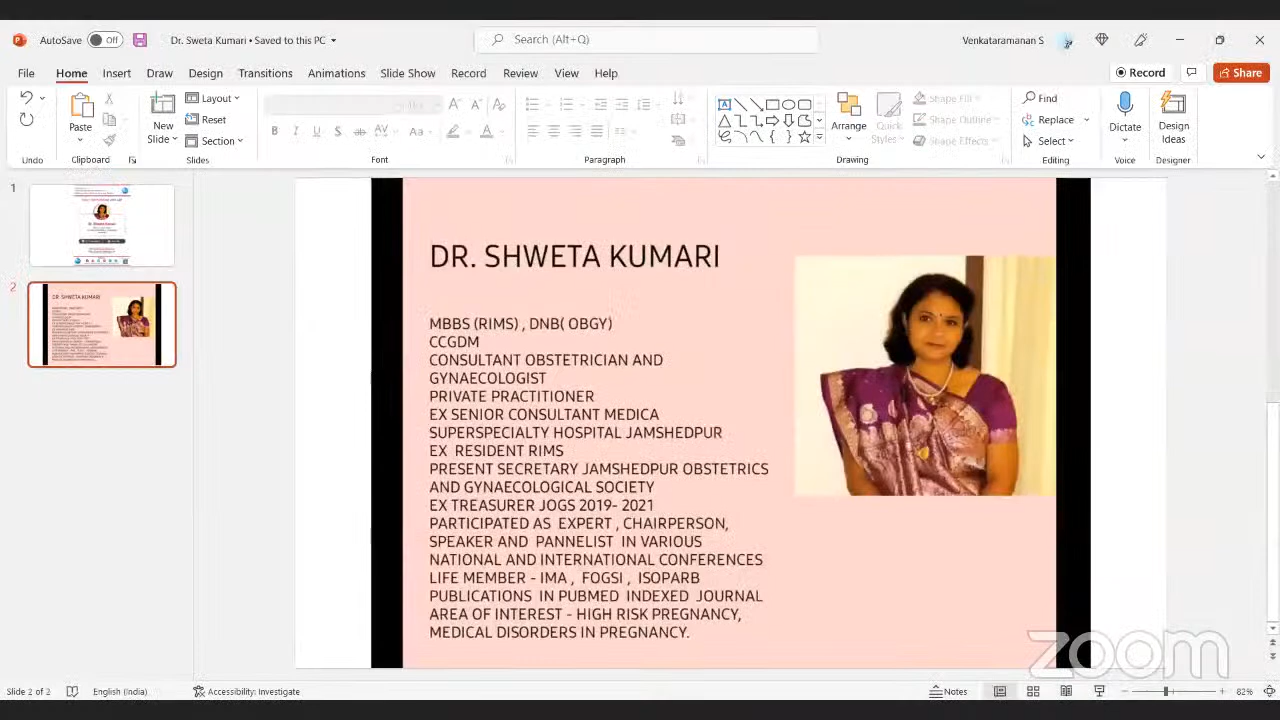 AutoSave Off Dr. Sweta Kumari • Saved to this PC Search (Alt+Q) Venkataramanan S
File Home Insert Draw Design Transitions Animations Slide Show Record Review View Help Record Share
Paste New Slide Layout Reset Section Arrange Quick Styles Shape Fill Shape Outline Shape Effects Find Replace Select Dictate Design Ideas
Undo Clipboard Slides Font Paragraph Drawing Editing Voice Designer
1
2
DR. SHWETA KUMARI
MBBS (RIMS) , DNB( OBGY)
CCGDM
CONSULTANT OBSTETRICIAN AND
GYNAECOLOGIST
PRIVATE PRACTITIONER
EX SENIOR CONSULTANT MEDICA
SUPERSPECIALTY HOSPITAL JAMSHEDPUR
EX RESIDENT RIMS
PRESENT SECRETARY JAMSHEDPUR OBSTETRICS
AND GYNAECOLOGICAL SOCIETY
EX TREASURER JOGS 2019- 2021
PARTICIPATED AS EXPERT , CHAIRPERSON,
SPEAKER AND PANNELIST IN VARIOUS
NATIONAL AND INTERNATIONAL CONFERENCES
LIFE MEMBER - IMA , FOGSI , ISOPARB
PUBLICATIONS IN PUBMED INDEXED JOURNAL
AREA OF INTEREST - HIGH RISK PREGNANCY,
MEDICAL DISORDERS IN PREGNANCY.
zoom
Slide 2 of 2 English (India) Accessibility: Investigate Notes 82%